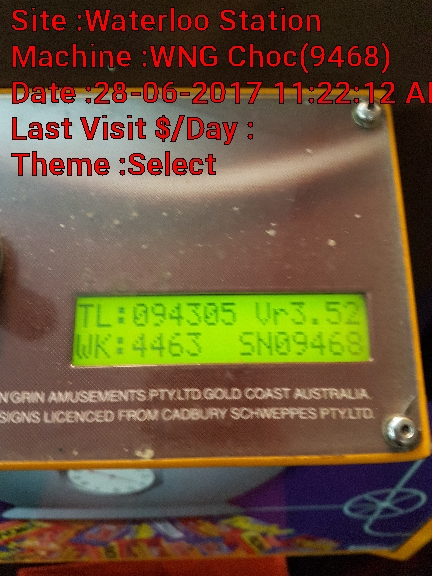 Site :Waterloo Station
Machine :WNG Choc(9468)
Date :28-06-2017 11:22:12
Last Visit $/Day :
Theme :Select
TL:094305 Vr3.52
WK:4463 SN09468
GRIN AMUSEMENTS PTY.LTD. GOLD COAST AUSTRALIA.
SIGNS LICENCED FROM CADBURY SCHWEPPES PTY.LTD.